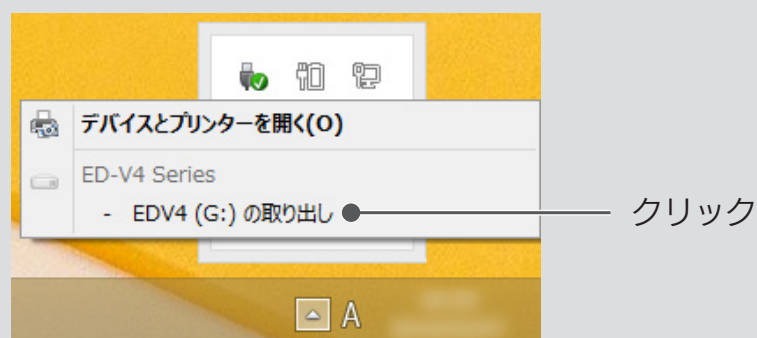 デバイスとプリンターを開く(O)
ED-V4 Series
- EDV4 (G:) の取り出し
クリック
A